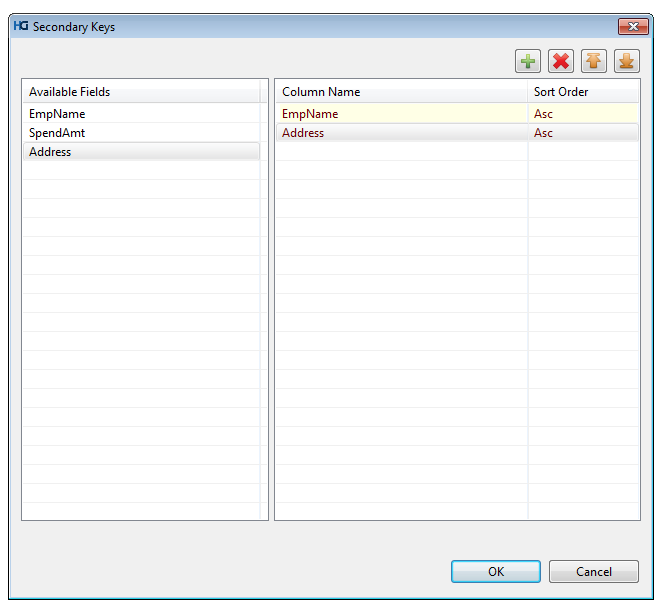 HG Secondary Keys
Available Fields
EmpName
SpendAmt
Address
Column Name Sort Order
EmpName Asc
Address Asc
OK Cancel